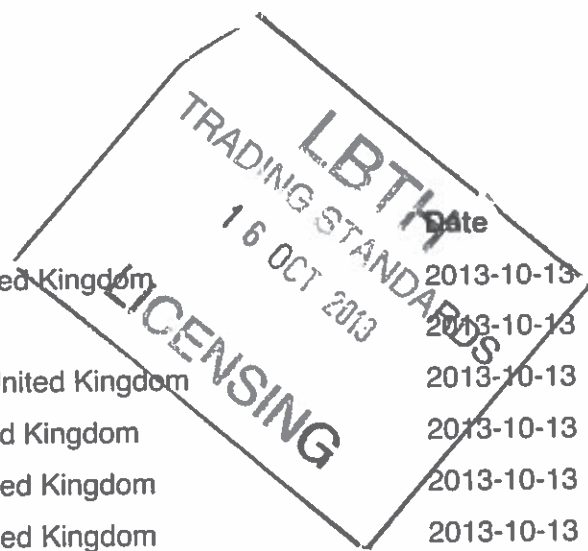 LBTH
TRADING STANDARDS
16 OCT 2013
LICENSING
Date
ed Kingdom 2013-10-13
2013-10-13
United Kingdom 2013-10-13
d Kingdom 2013-10-13
ed Kingdom 2013-10-13
ed Kingdom 2013-10-13